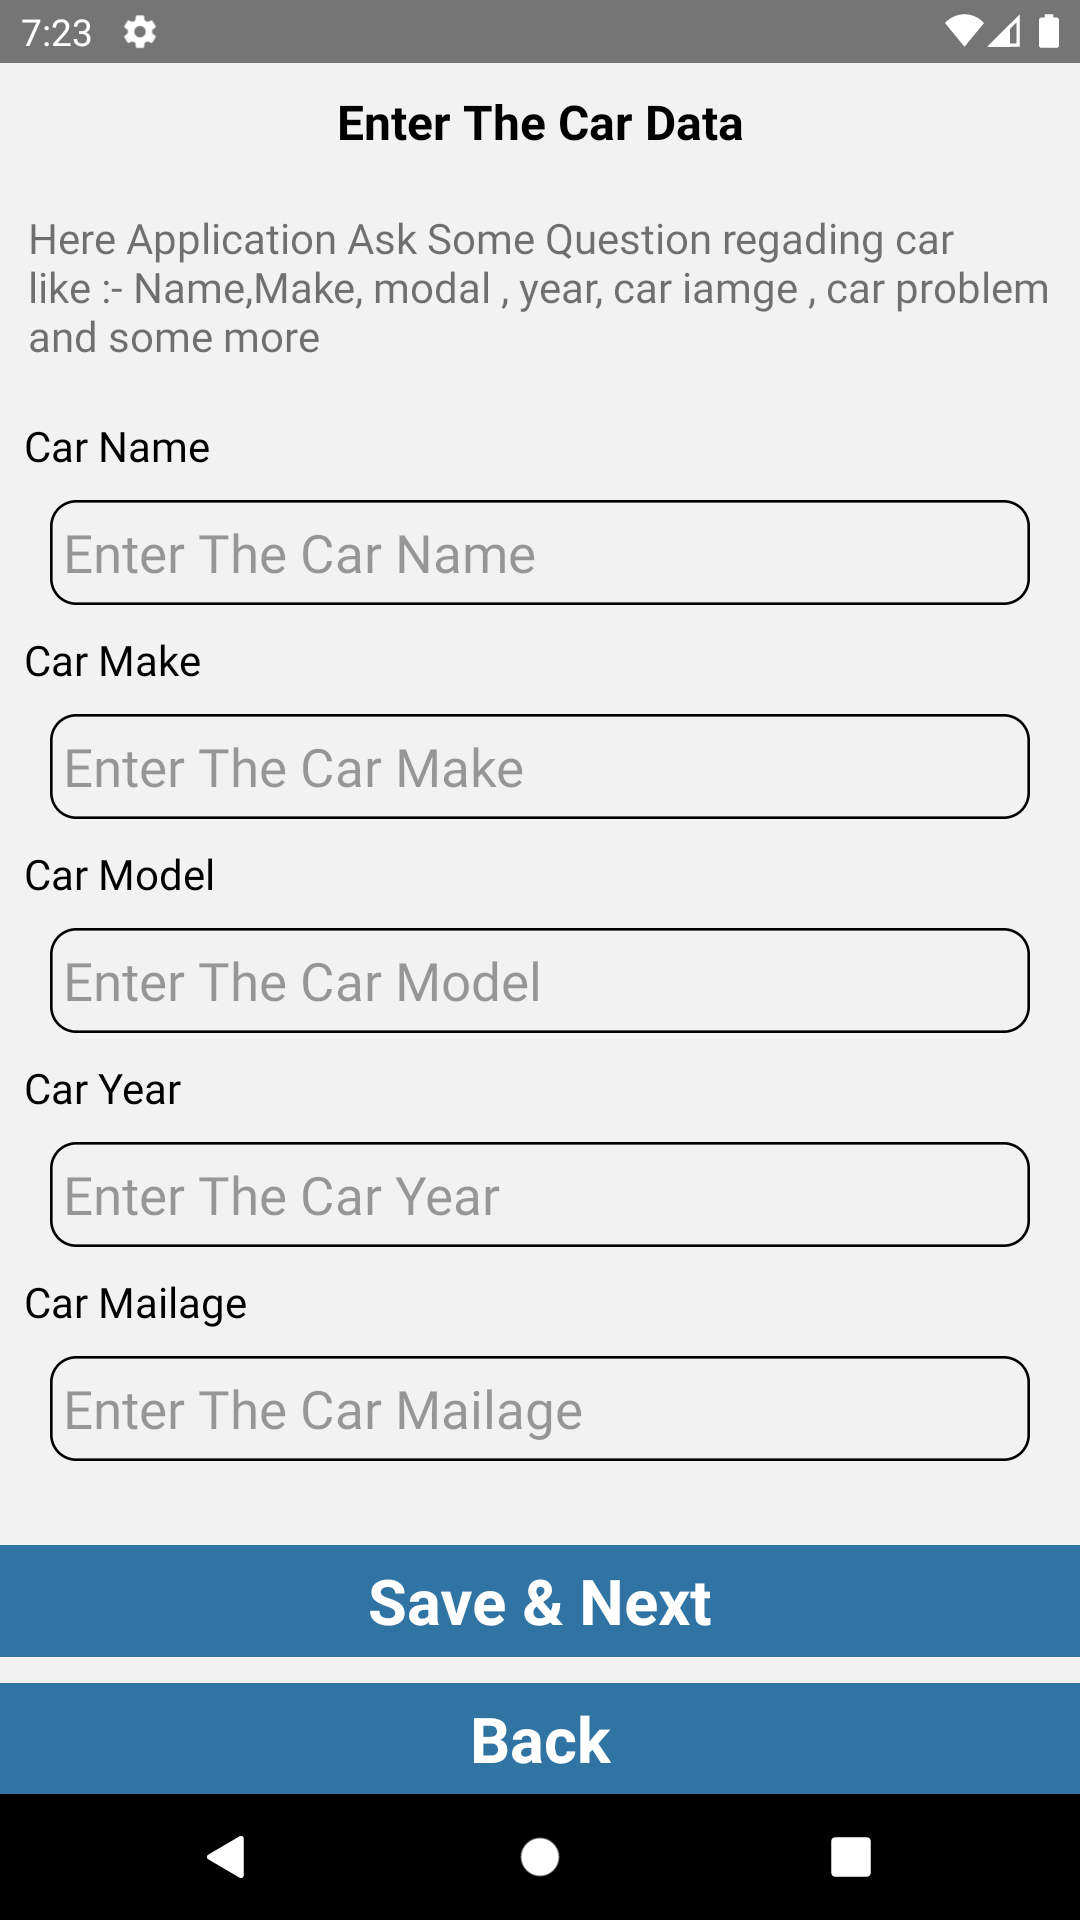 7:23
Enter The Car Data
Here Application Ask Some Question regading car
like :- Name,Make, modal , year, car iamge , car problem
and some more
Car Name
Enter The Car Name
Car Make
Enter The Car Make
Car Model
Enter The Car Model
Car Year
Enter The Car Year
Car Mailage
Enter The Car Mailage
Save & Next
Back